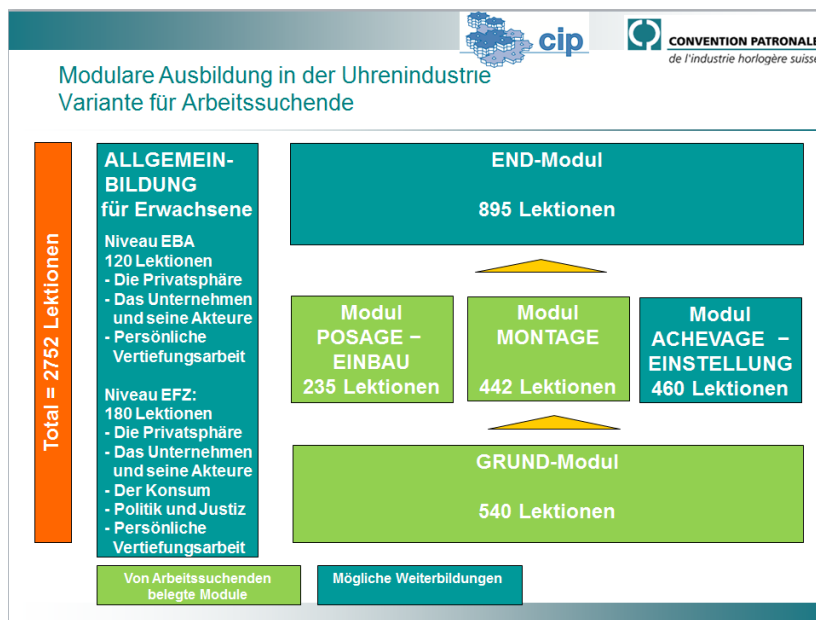 cip
CONVENTION PATRONALE
de l'industrie horlogère suisse
Modulare Ausbildung in der Uhrenindustrie
Variante für Arbeitssuchende
Total = 2752 Lektionen
ALLGEMEIN-
BILDUNG
für Erwachsene
Niveau EBA
120 Lektionen
- Die Privatsphäre
- Das Unternehmen
und seine Akteure
- Persönliche
Vertiefungsarbeit
Niveau EFZ:
180 Lektionen
- Die Privatsphäre
- Das Unternehmen
und seine Akteure
- Der Konsum
- Politik und Justiz
- Persönliche
Vertiefungsarbeit
END-Modul
895 Lektionen
Modul
POSAGE –
EINBAU
235 Lektionen
Modul
MONTAGE
442 Lektionen
Modul
ACHEVAGE –
EINSTELLUNG
460 Lektionen
GRUND-Modul
540 Lektionen
Von Arbeitssuchenden
belegte Module
Mögliche Weiterbildungen